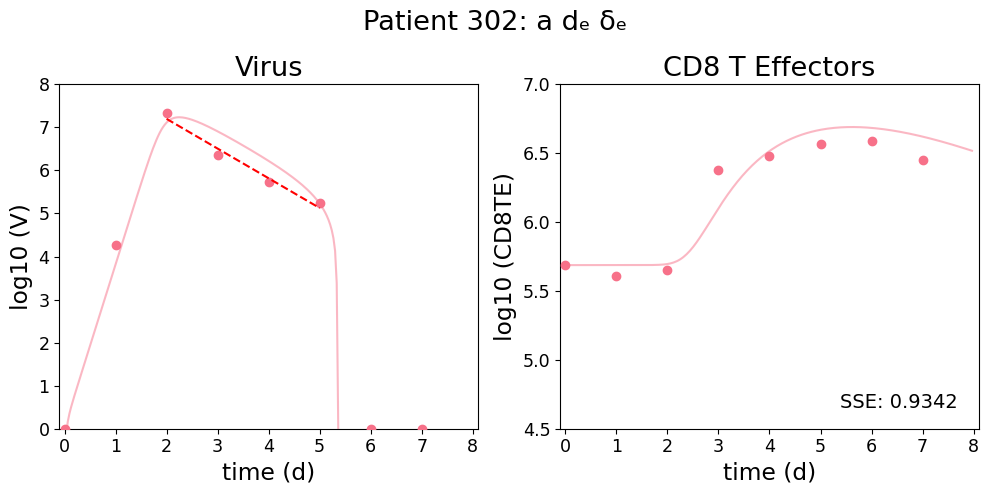 Patient 302: a dₑ δₑ
Virus
CD8 T Effectors
8
7
6
5
4
3
2
1
0
log10 (V)
0 1 2 3 4 5 6 7 8
time (d)
7.0
6.5
6.0
5.5
5.0
4.5
log10 (CD8TE)
SSE: 0.9342
0 1 2 3 4 5 6 7 8
time (d)